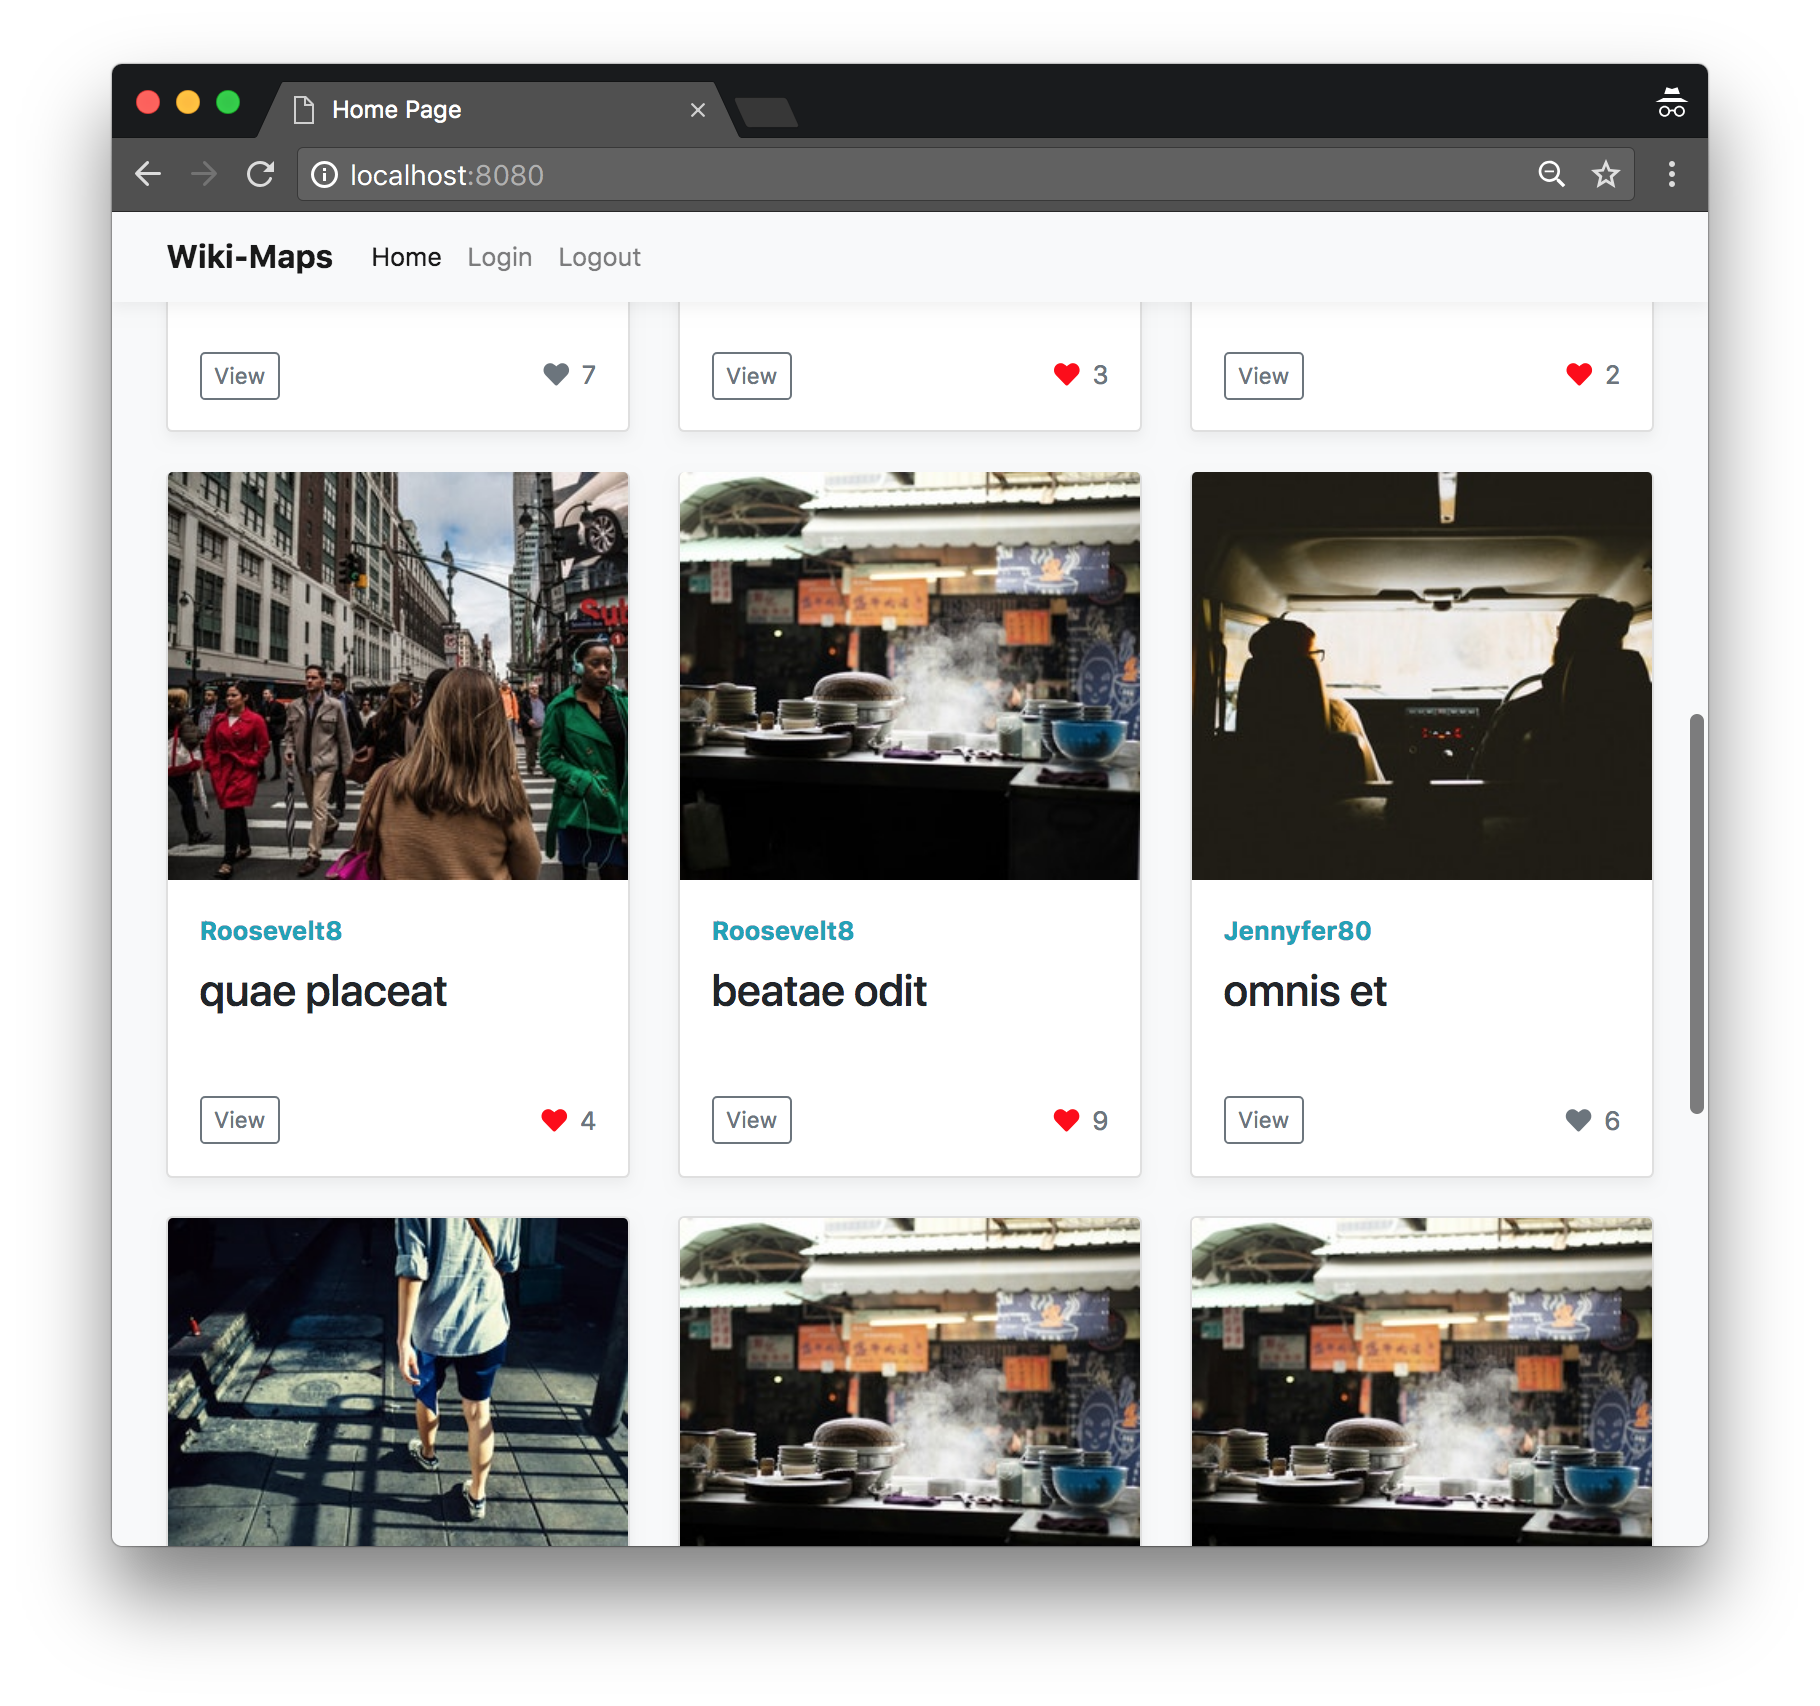 Home Page
localhost:8080
Wiki-Maps Home Login Logout
View 7 View 3 View 2
Roosevelt8 Roosevelt8 Jennyfer80
quae placeat beatae odit omnis et
View 4 View 9 View 6